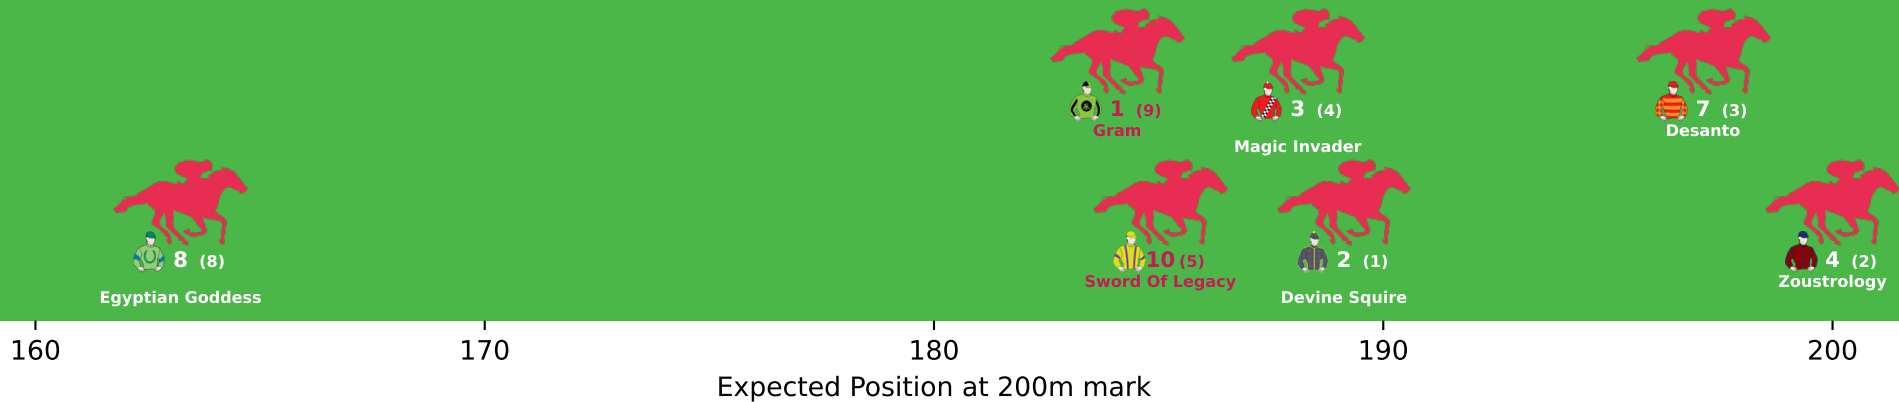 1 (9)
Gram
3 (4)
Magic Invader
7 (3)
Desanto
8 (8)
Egyptian Goddess
10 (5)
Sword Of Legacy
2 (1)
Devine Squire
4 (2)
Zoustrology
160 170 180 190 200
Expected Position at 200m mark